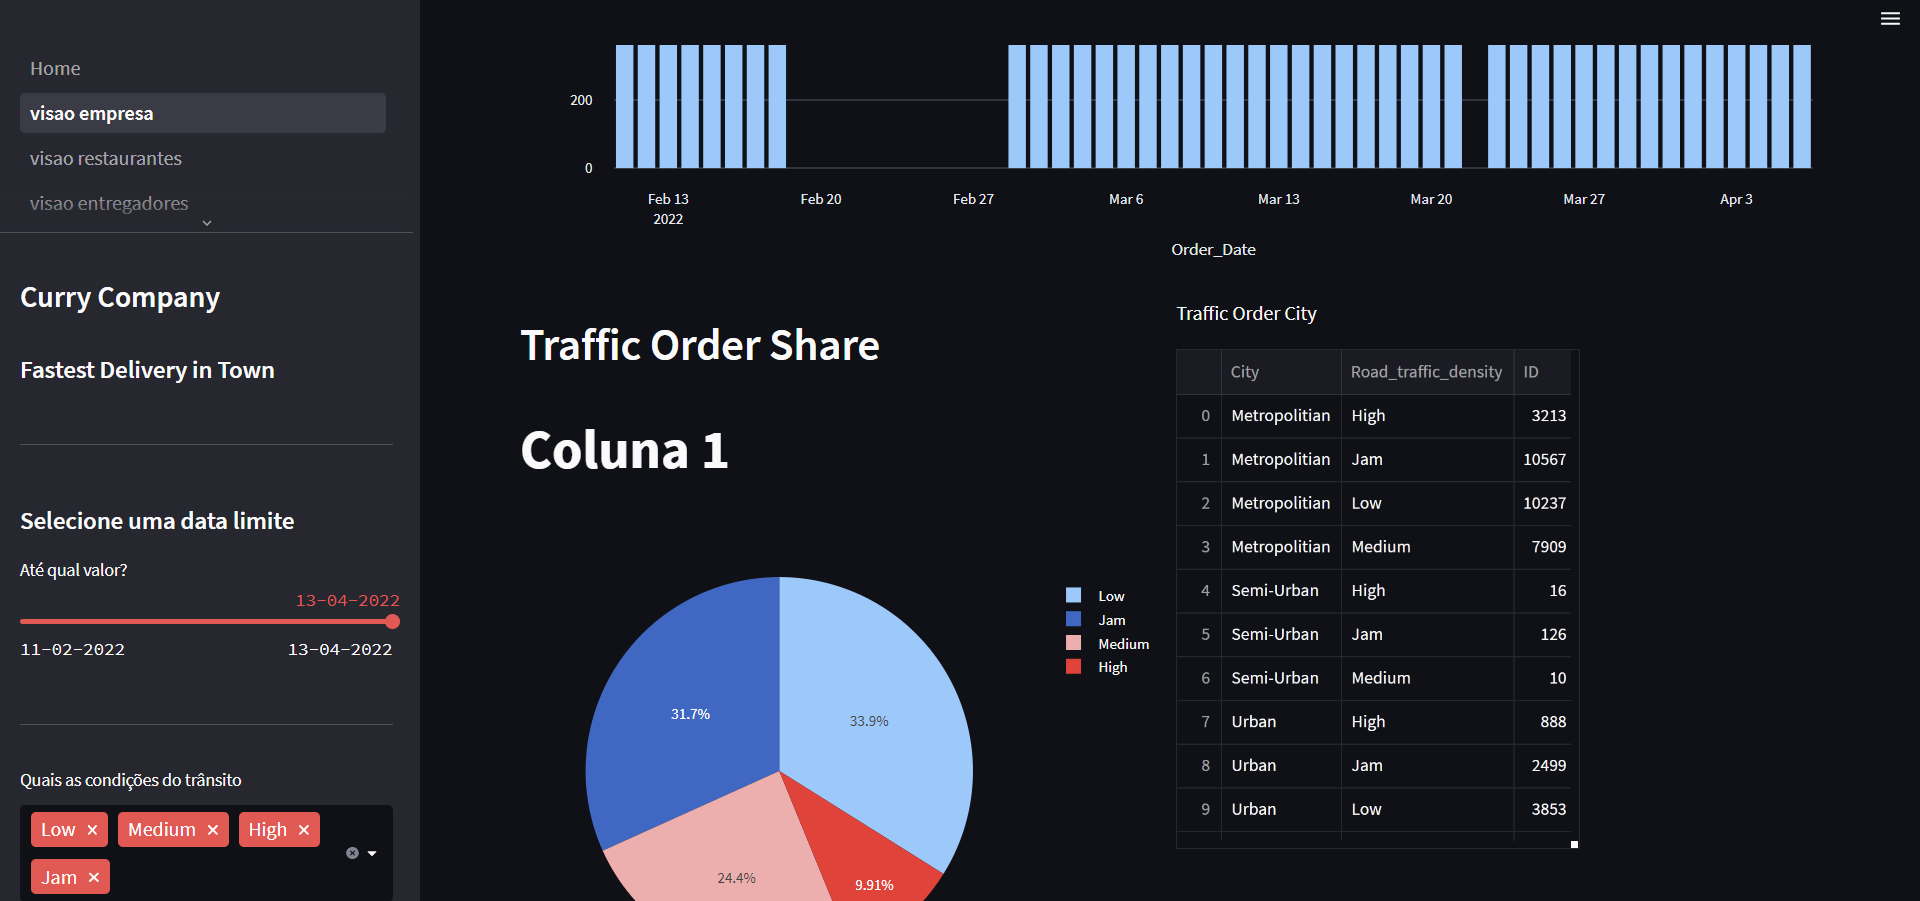 Home
visao empresa
visao restaurantes
visao entregadores
Curry Company
Fastest Delivery in Town
Selecione uma data limite
Até qual valor?
13-04-2022
11-02-2022 13-04-2022
Quais as condições do trânsito
Low Medium High
Jam
200
0
Feb 13 Feb 20 Feb 27 Mar 6 Mar 13 Mar 20 Mar 27 Apr 3
2022
Order_Date
Traffic Order Share
Coluna 1
Low
Jam
Medium
High
31.7%
33.9%
24.4%
9.91%
Traffic Order City
City Road_traffic_density ID
0 Metropolitian High 3213
1 Metropolitian Jam 10567
2 Metropolitian Low 10237
3 Metropolitian Medium 7909
4 Semi-Urban High 16
5 Semi-Urban Jam 126
6 Semi-Urban Medium 10
7 Urban High 888
8 Urban Jam 2499
9 Urban Low 3853